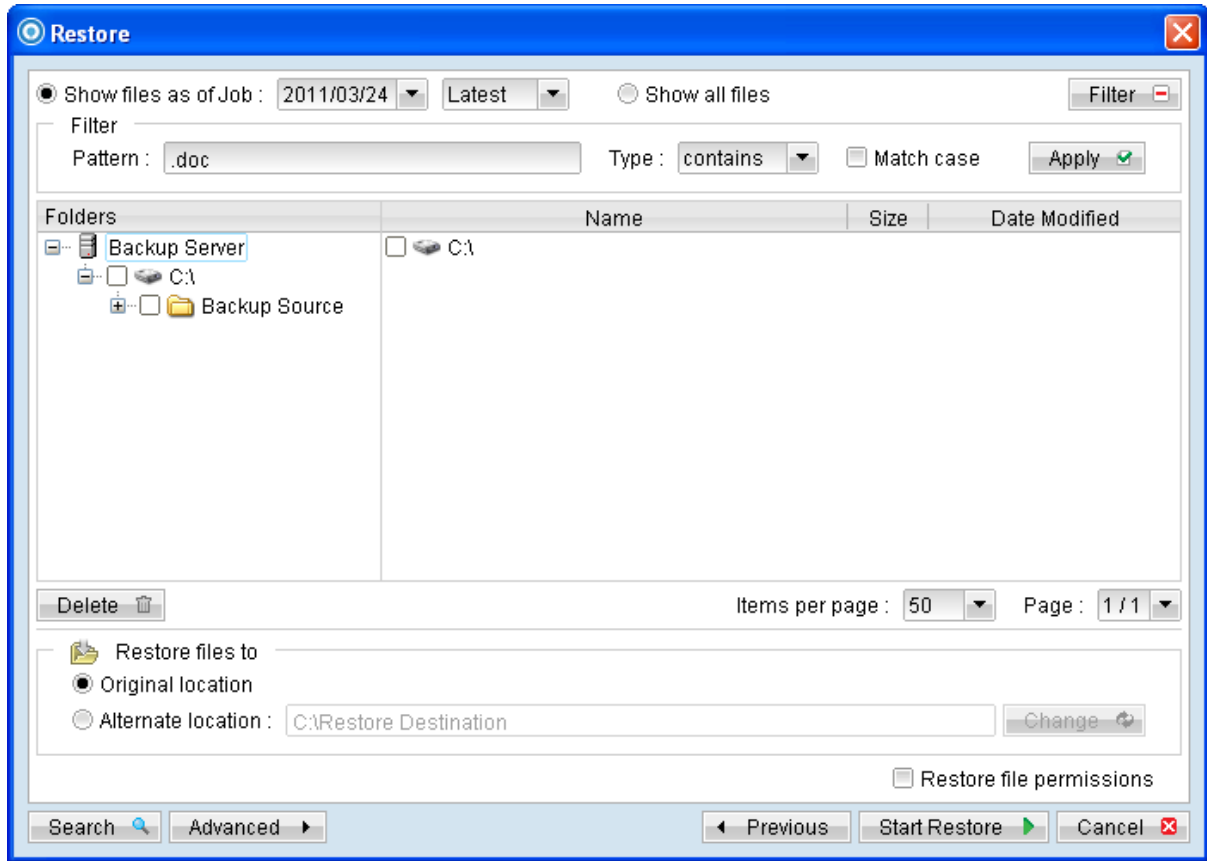 Restore
Show files as of Job : 2011/03/24 Latest Show all files Filter
Filter
Pattern : .doc Type : contains Match case Apply
Folders Name Size Date Modified
Backup Server C:\
C:\
Backup Source
Delete Items per page : 50 Page : 1 / 1
Restore files to
Original location
Alternate location : C:\Restore Destination Change
Restore file permissions
Search Advanced Previous Start Restore Cancel